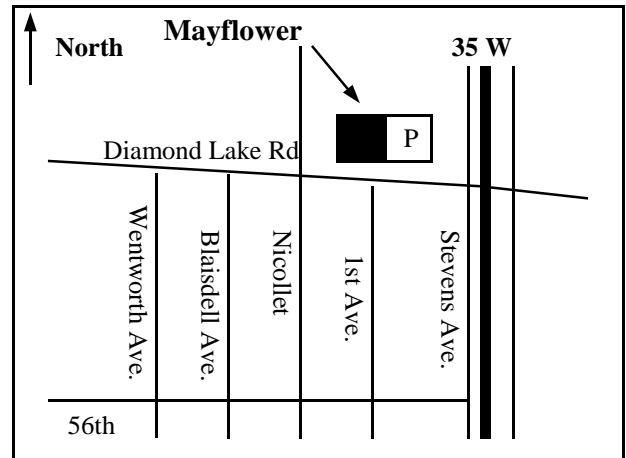 Mayflower
North
35 W
P
Diamond Lake Rd
Wentworth Ave.
Blaisdell Ave.
Nicollet
1st Ave.
Stevens Ave.
56th